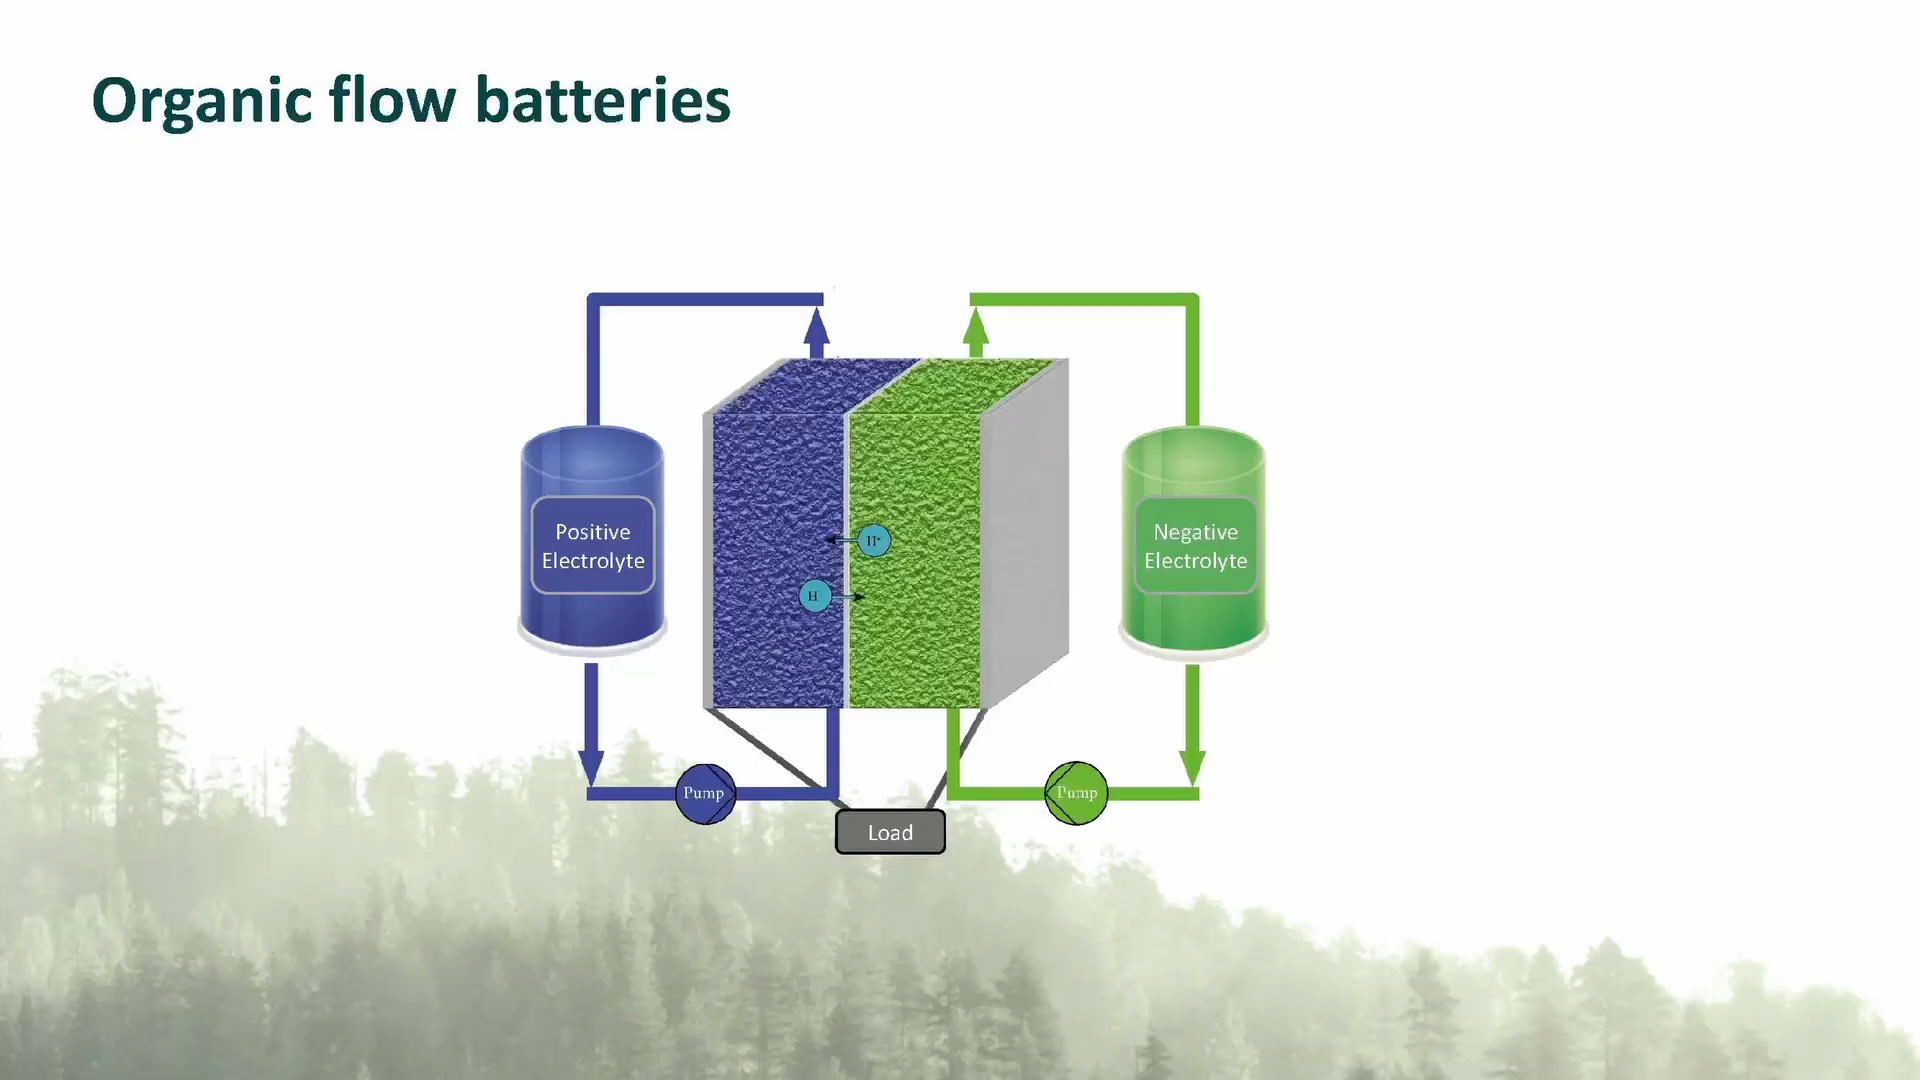 Organic flow batteries
Positive
Electrolyte
Negative
Electrolyte
H⁺
H
Pump
Pump
Load